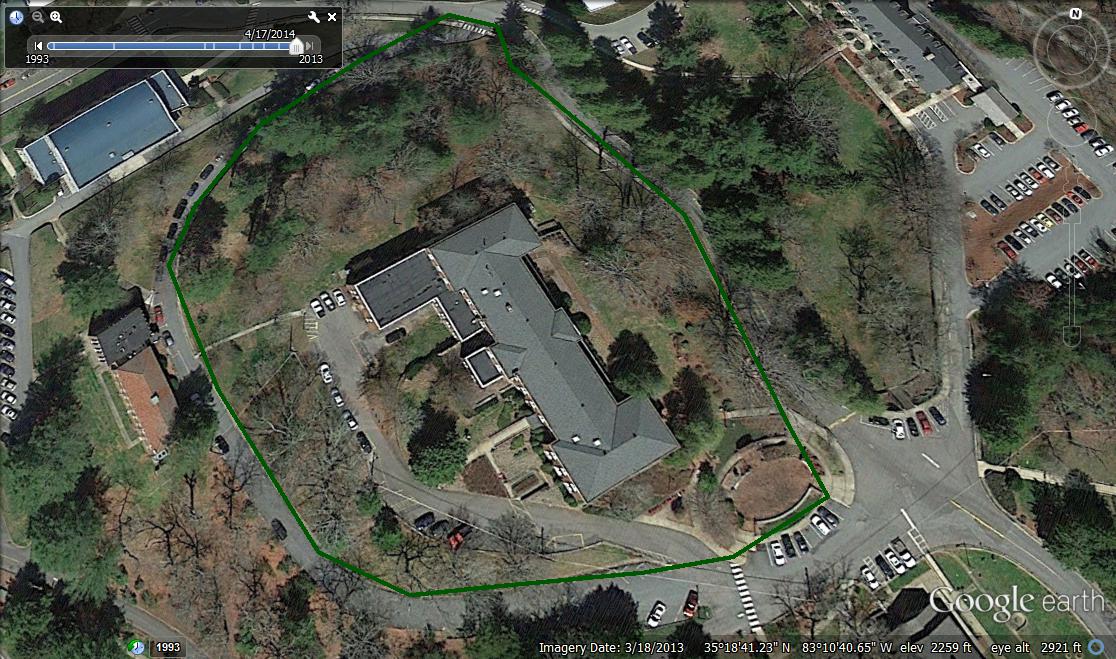 4/17/2014
1993
2013
N
Google earth
1993
Imagery Date: 3/18/2013 35°18'41.23" N 83°10'40.65" W elev 2259 ft eye alt 2921 ft